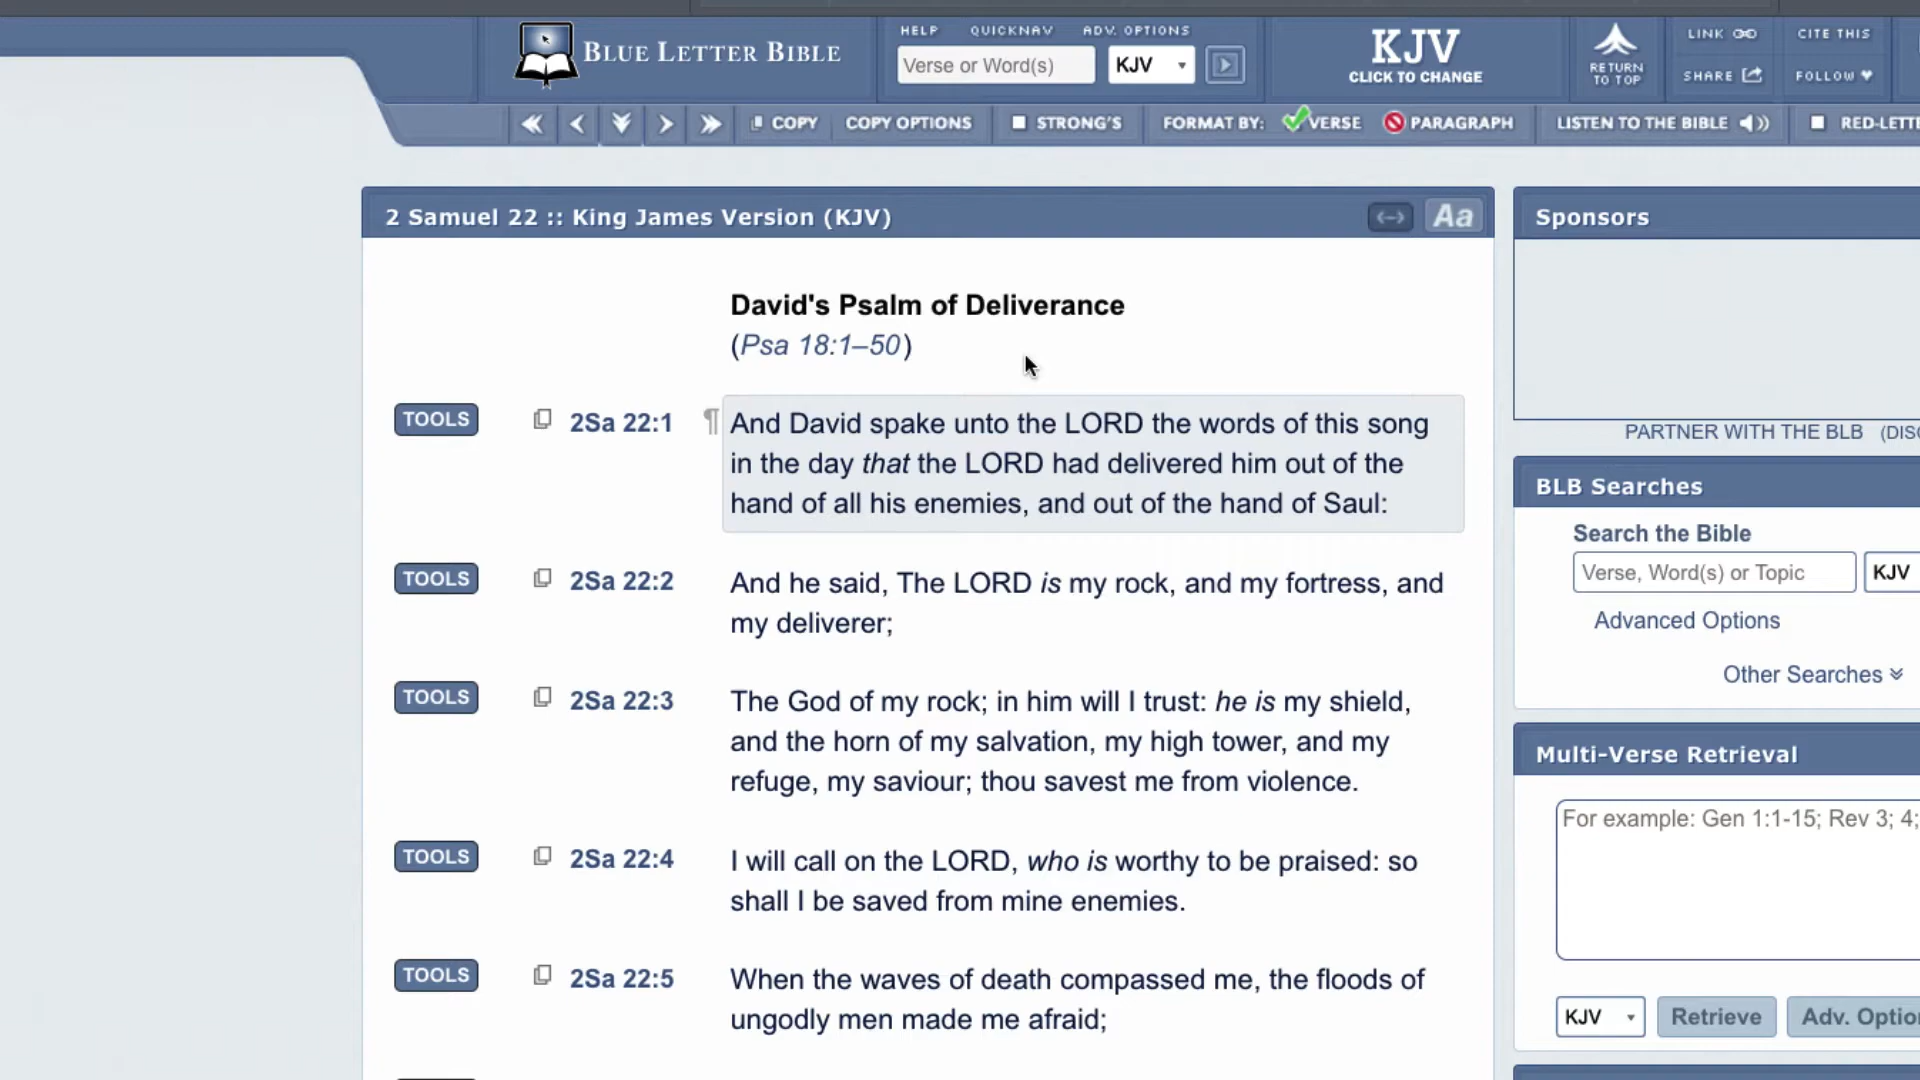 HELP QUICKNAV ADV. OPTIONS
BLUE LETTER BIBLE
Verse or Word(s) KJV
KJV
CLICK TO CHANGE
RETURN
TO TOP
LINK CITE THIS
SHARE FOLLOW
COPY COPY OPTIONS STRONG'S FORMAT BY: VERSE PARAGRAPH LISTEN TO THE BIBLE RED-LETT
2 Samuel 22 :: King James Version (KJV) Aa
David's Psalm of Deliverance
(Psa 18:1–50)
TOOLS 2Sa 22:1 ¶ And David spake unto the LORD the words of this song
in the day that the LORD had delivered him out of the
hand of all his enemies, and out of the hand of Saul:
TOOLS 2Sa 22:2 And he said, The LORD is my rock, and my fortress, and
my deliverer;
TOOLS 2Sa 22:3 The God of my rock; in him will I trust: he is my shield,
and the horn of my salvation, my high tower, and my
refuge, my saviour; thou savest me from violence.
TOOLS 2Sa 22:4 I will call on the LORD, who is worthy to be praised: so
shall I be saved from mine enemies.
TOOLS 2Sa 22:5 When the waves of death compassed me, the floods of
ungodly men made me afraid;
Sponsors
PARTNER WITH THE BLB (DISC
BLB Searches
Search the Bible
Verse, Word(s) or Topic KJV
Advanced Options
Other Searches
Multi-Verse Retrieval
For example: Gen 1:1-15; Rev 3; 4;
KJV Retrieve Adv. Optio